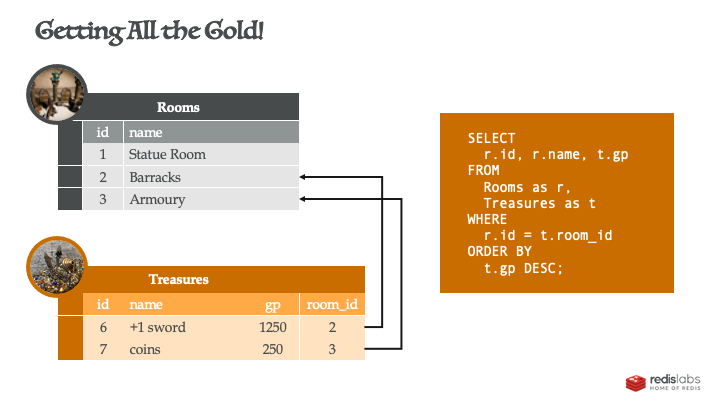 Getting All the Gold!
Rooms
id name
1 Statue Room
2 Barracks
3 Armoury
Treasures
id name gp room_id
6 +1 sword 1250 2
7 coins 250 3
SELECT
r.id, r.name, t.gp
FROM
Rooms as r,
Treasures as t
WHERE
r.id = t.room_id
ORDER BY
t.gp DESC;
redislabs
HOME OF REDIS